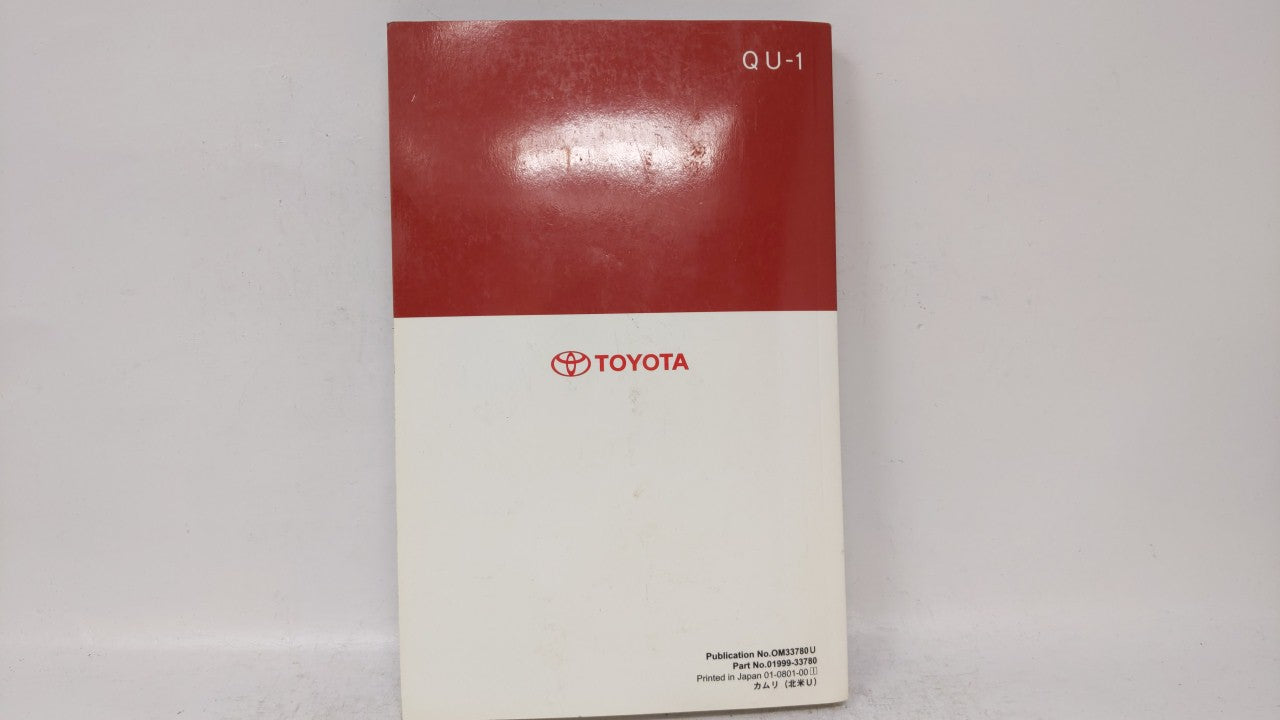 QU-1
TOYOTA
Publication No.OM33780U
Part No.01999-33780
Printed in Japan 01-0801-00
カムリ (北米U)